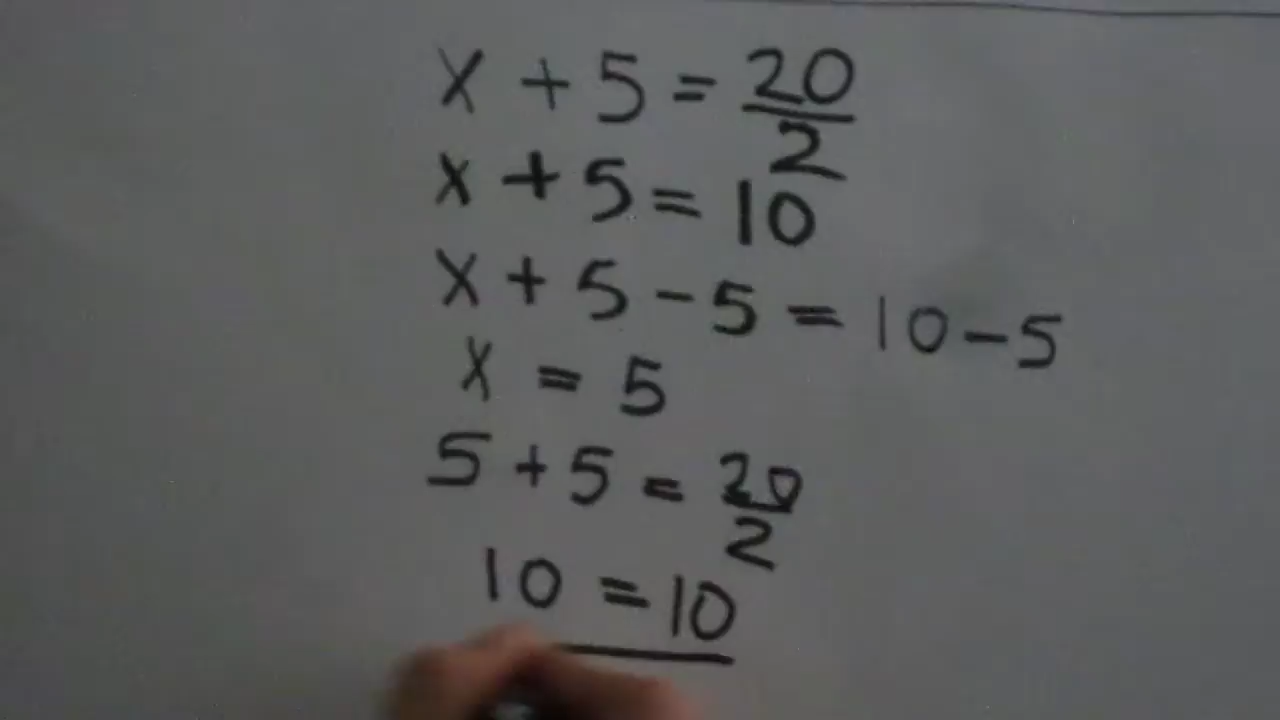 x + 5 = 20/2
x + 5 = 10
x + 5 - 5 = 10 - 5
x = 5
5 + 5 = 20/2
10 = 10